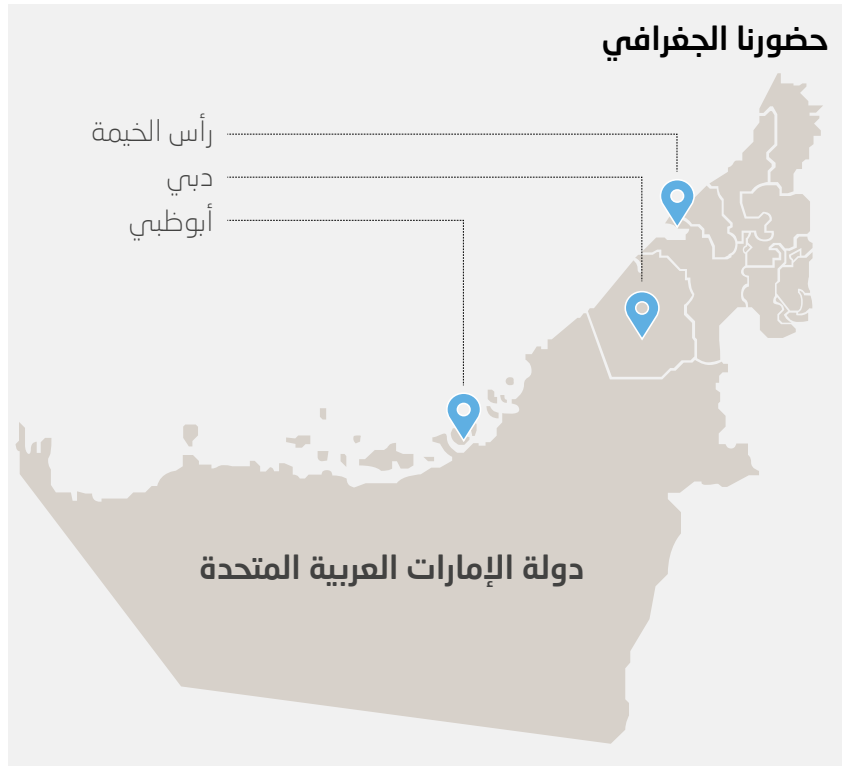 حضورنا الجغرافي
رأس الخيمة
دبي
أبوظبي
دولة الإمارات العربية المتحدة